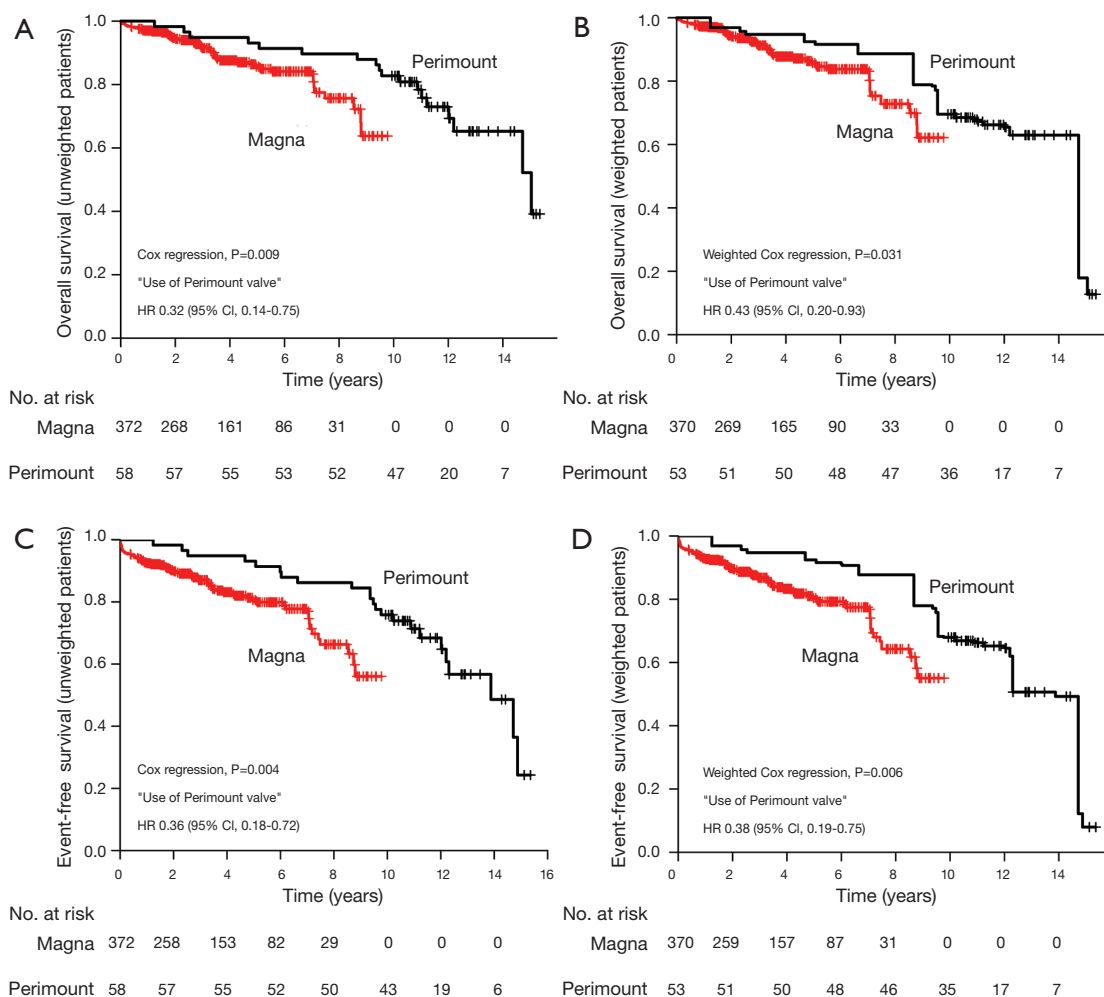 A
Overall survival (unweighted patients)
1.0
0.8
0.6
0.4
0.2
0.0
Perimount
Magna
Cox regression, P=0.009
"Use of Perimount valve"
HR 0.32 (95% CI, 0.14-0.75)
0 2 4 6 8 10 12 14
Time (years)
No. at risk
Magna 372 268 161 86 31 0 0 0
Perimount 58 57 55 53 52 47 20 7
B
Overall survival (weighted patients)
1.0
0.8
0.6
0.4
0.2
0.0
Perimount
Magna
Weighted Cox regression, P=0.031
"Use of Perimount valve"
HR 0.43 (95% CI, 0.20-0.93)
0 2 4 6 8 10 12 14
Time (years)
No. at risk
Magna 370 269 165 90 33 0 0 0
Perimount 53 51 50 48 47 36 17 7
C
Event-free survival (unweighted patients)
1.0
0.8
0.6
0.4
0.2
0.0
Perimount
Magna
Cox regression, P=0.004
"Use of Perimount valve"
HR 0.36 (95% CI, 0.18-0.72)
0 2 4 6 8 10 12 14 16
Time (years)
No. at risk
Magna 372 258 153 82 29 0 0 0
Perimount 58 57 55 52 50 43 19 6
D
Event-free survival (weighted patients)
1.0
0.8
0.6
0.4
0.2
0.0
Perimount
Magna
Weighted Cox regression, P=0.006
"Use of Perimount valve"
HR 0.38 (95% CI, 0.19-0.75)
0 2 4 6 8 10 12 14
Time (years)
No. at risk
Magna 370 259 157 87 31 0 0 0
Perimount 53 51 50 48 46 35 17 7